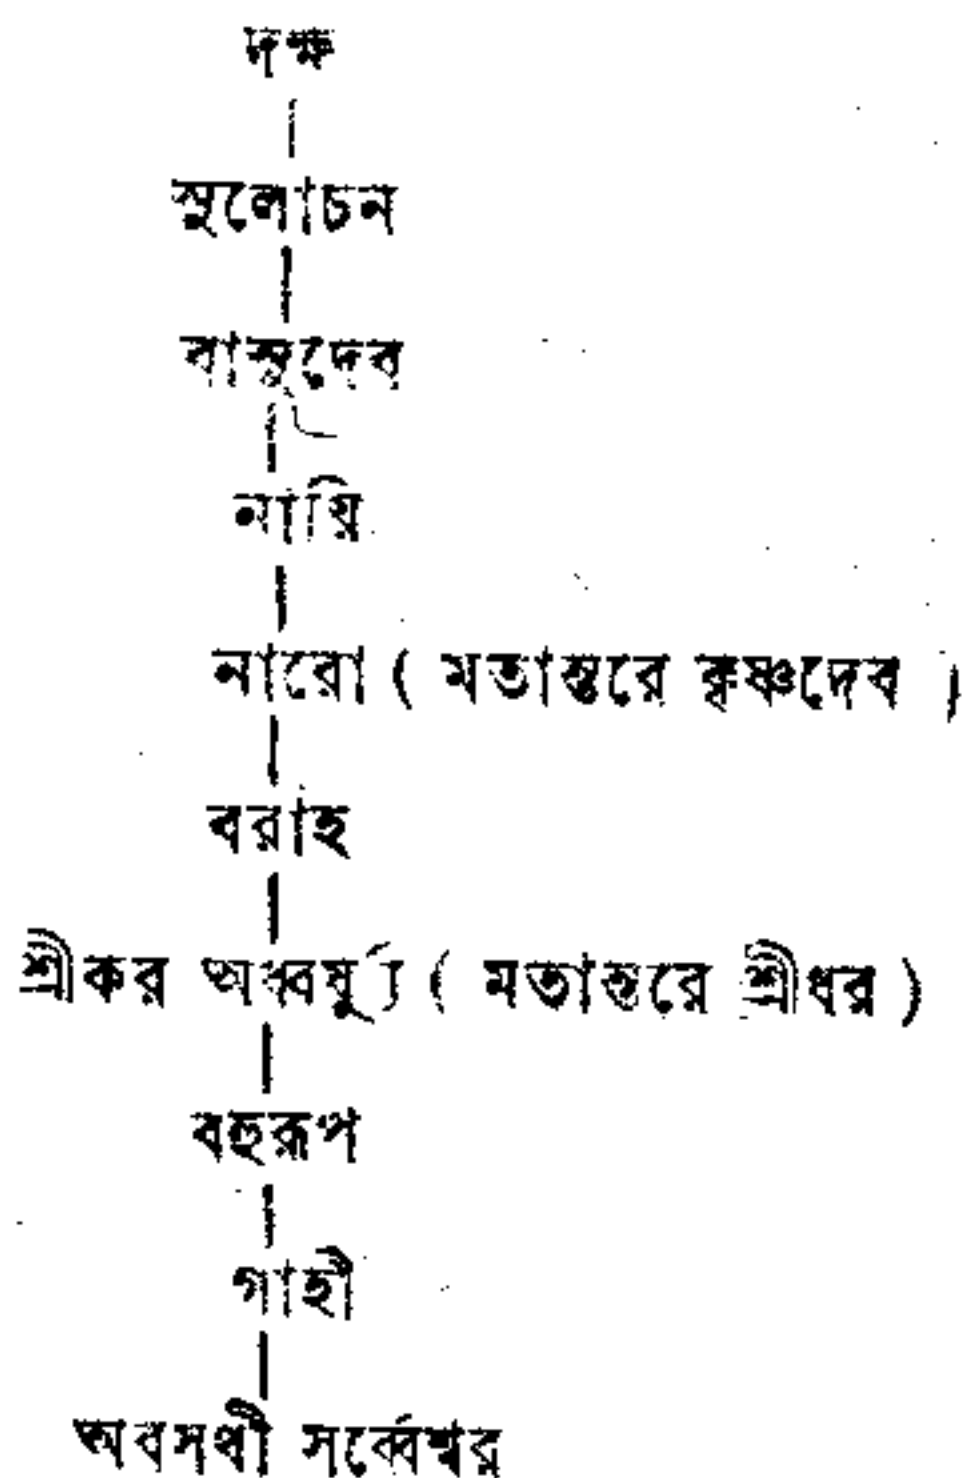 দক্ষ
সুলোচন
বাসুদেব
নায়ি
নারো ( মতান্তরে কৃষ্ণদেব )
বরাহ
শ্রীকর অধ্বর্য্যু ( মতান্তরে শ্রীধর )
বহুরূপ
গাহী
অবসথী সর্ব্বেশ্বর